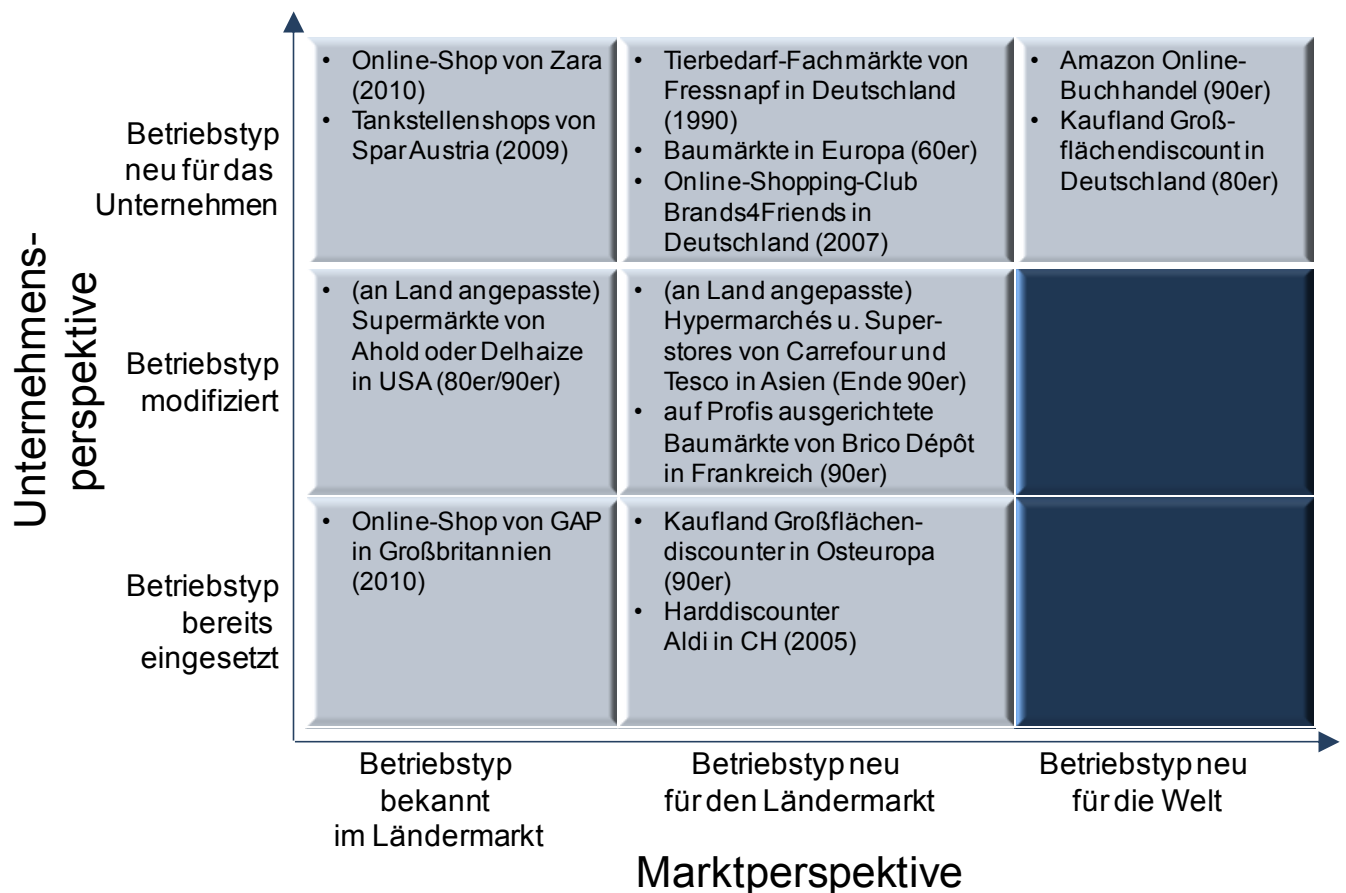 Unternehmens-
perspektive
Betriebstyp
neu für das
Unternehmen
• Online-Shop von Zara
(2010)
• Tankstellenshops von
Spar Austria (2009)
• Tierbedarf-Fachmärkte von
Fressnapf in Deutschland
(1990)
• Baumärkte in Europa (60er)
• Online-Shopping-Club
Brands4Friends in
Deutschland (2007)
• Amazon Online-
Buchhandel (90er)
• Kaufland Groß-
flächendiscount in
Deutschland (80er)
Betriebstyp
modifiziert
• (an Land angepasste)
Supermärkte von
Ahold oder Delhaize
in USA (80er/90er)
• (an Land angepasste)
Hypermarchés u. Super-
stores von Carrefour und
Tesco in Asien (Ende 90er)
• auf Profis ausgerichtete
Baumärkte von Brico Dépôt
in Frankreich (90er)
Betriebstyp
bereits
eingesetzt
• Online-Shop von GAP
in Großbritannien
(2010)
• Kaufland Großflächen-
discounter in Osteuropa
(90er)
• Harddiscounter
Aldi in CH (2005)
Betriebstyp
bekannt
im Ländermarkt
Betriebstyp neu
für den Ländermarkt
Betriebstyp neu
für die Welt
Marktperspektive